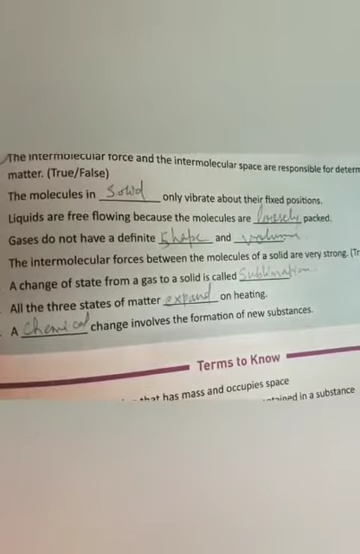 The intermolecular force and the intermolecular space are responsible for determ
matter. (True/False)
The molecules in Solid only vibrate about their fixed positions.
Liquids are free flowing because the molecules are loosely packed.
Gases do not have a definite Shape and volume.
The intermolecular forces between the molecules of a solid are very strong. (Tr
A change of state from a gas to a solid is called Sublimation.
All the three states of matter expand on heating.
A Chemical change involves the formation of new substances.
Terms to Know
that has mass and occupies space
in a substance